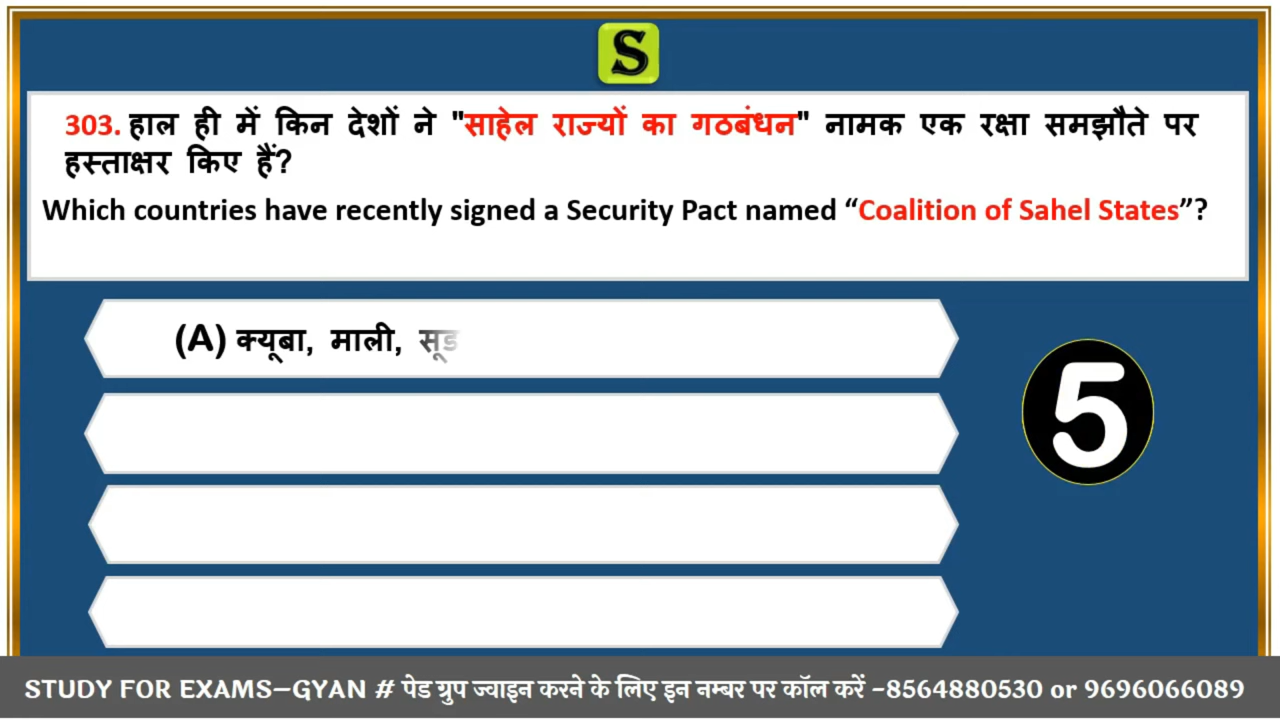 S
303. हाल ही में किन देशों ने "साहेल राज्यों का गठबंधन" नामक एक रक्षा समझौते पर
हस्ताक्षर किए हैं?
Which countries have recently signed a Security Pact named “Coalition of Sahel States”?
(A) क्यूबा, माली,
5
STUDY FOR EXAMS–GYAN # पेड ग्रुप ज्वाइन करने के लिए इन नम्बर पर कॉल करें -8564880530 or 9696066089